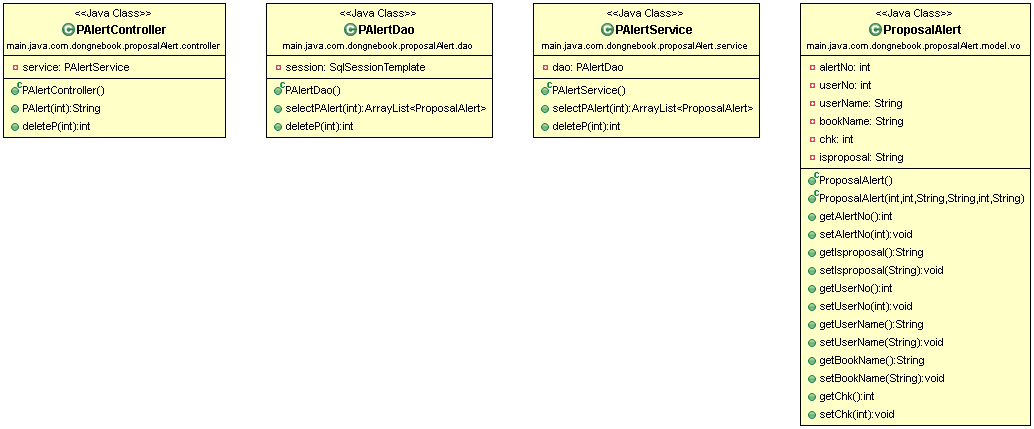 <<Java Class>>
PAlertController
main.java.com.dongnebook.proposalAlert.controller
service: PAlertService
PAlertController()
PAlert(int):String
deleteP(int):int
<<Java Class>>
PAlertDao
main.java.com.dongnebook.proposalAlert.dao
session: SqlSessionTemplate
PAlertDao()
selectPAlert(int):ArrayList<ProposalAlert>
deleteP(int):int
<<Java Class>>
PAlertService
main.java.com.dongnebook.proposalAlert.service
dao: PAlertDao
PAlertService()
selectPAlert(int):ArrayList<ProposalAlert>
deleteP(int):int
<<Java Class>>
ProposalAlert
main.java.com.dongnebook.proposalAlert.model.vo
alertNo: int
userNo: int
userName: String
bookName: String
chk: int
isproposal: String
ProposalAlert()
ProposalAlert(int,int,String,String,int,String)
getAlertNo():int
setAlertNo(int):void
getIsproposal():String
setIsproposal(String):void
getUserNo():int
setUserNo(int):void
getUserName():String
setUserName(String):void
getBookName():String
setBookName(String):void
getChk():int
setChk(int):void